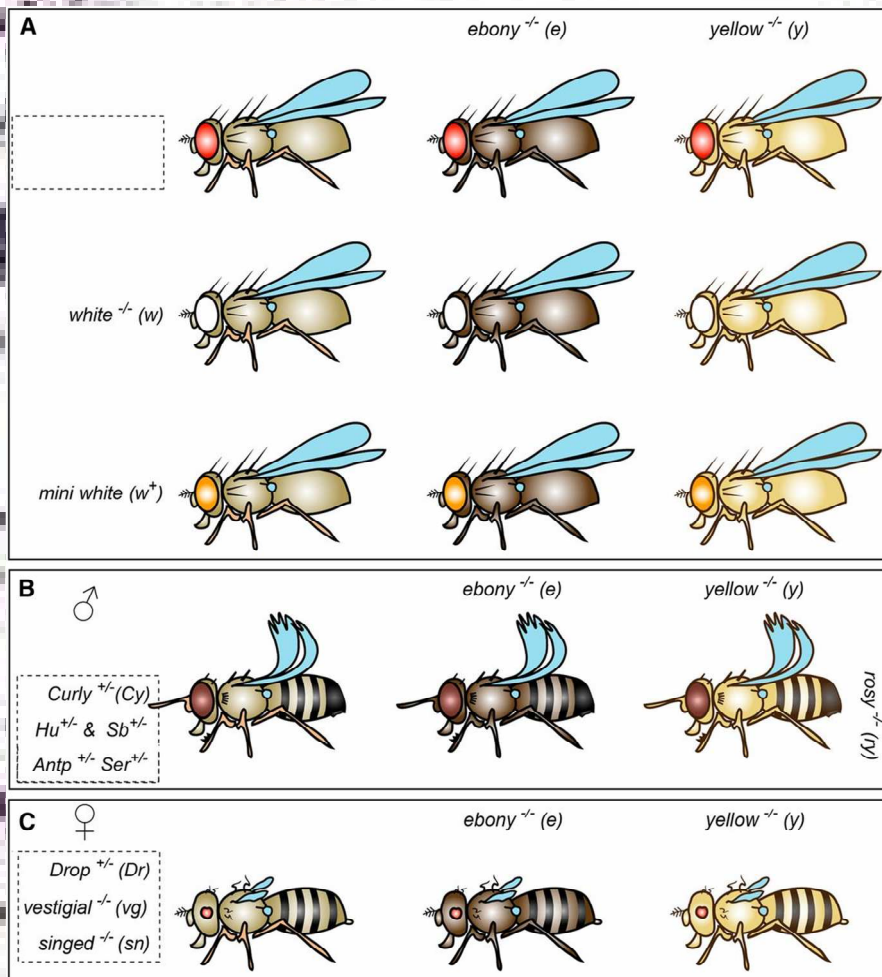 A
ebony -/- (e)
yellow -/- (y)
white -/- (w)
mini white (w+)
B
♂
ebony -/- (e)
yellow -/- (y)
Curly +/-(Cy)
Hu+/- & Sb+/-
Antp +/- Ser+/-
rosy-/- (ry)
C
♀
ebony -/- (e)
yellow -/- (y)
Drop +/- (Dr)
vestigial -/- (vg)
singed -/- (sn)